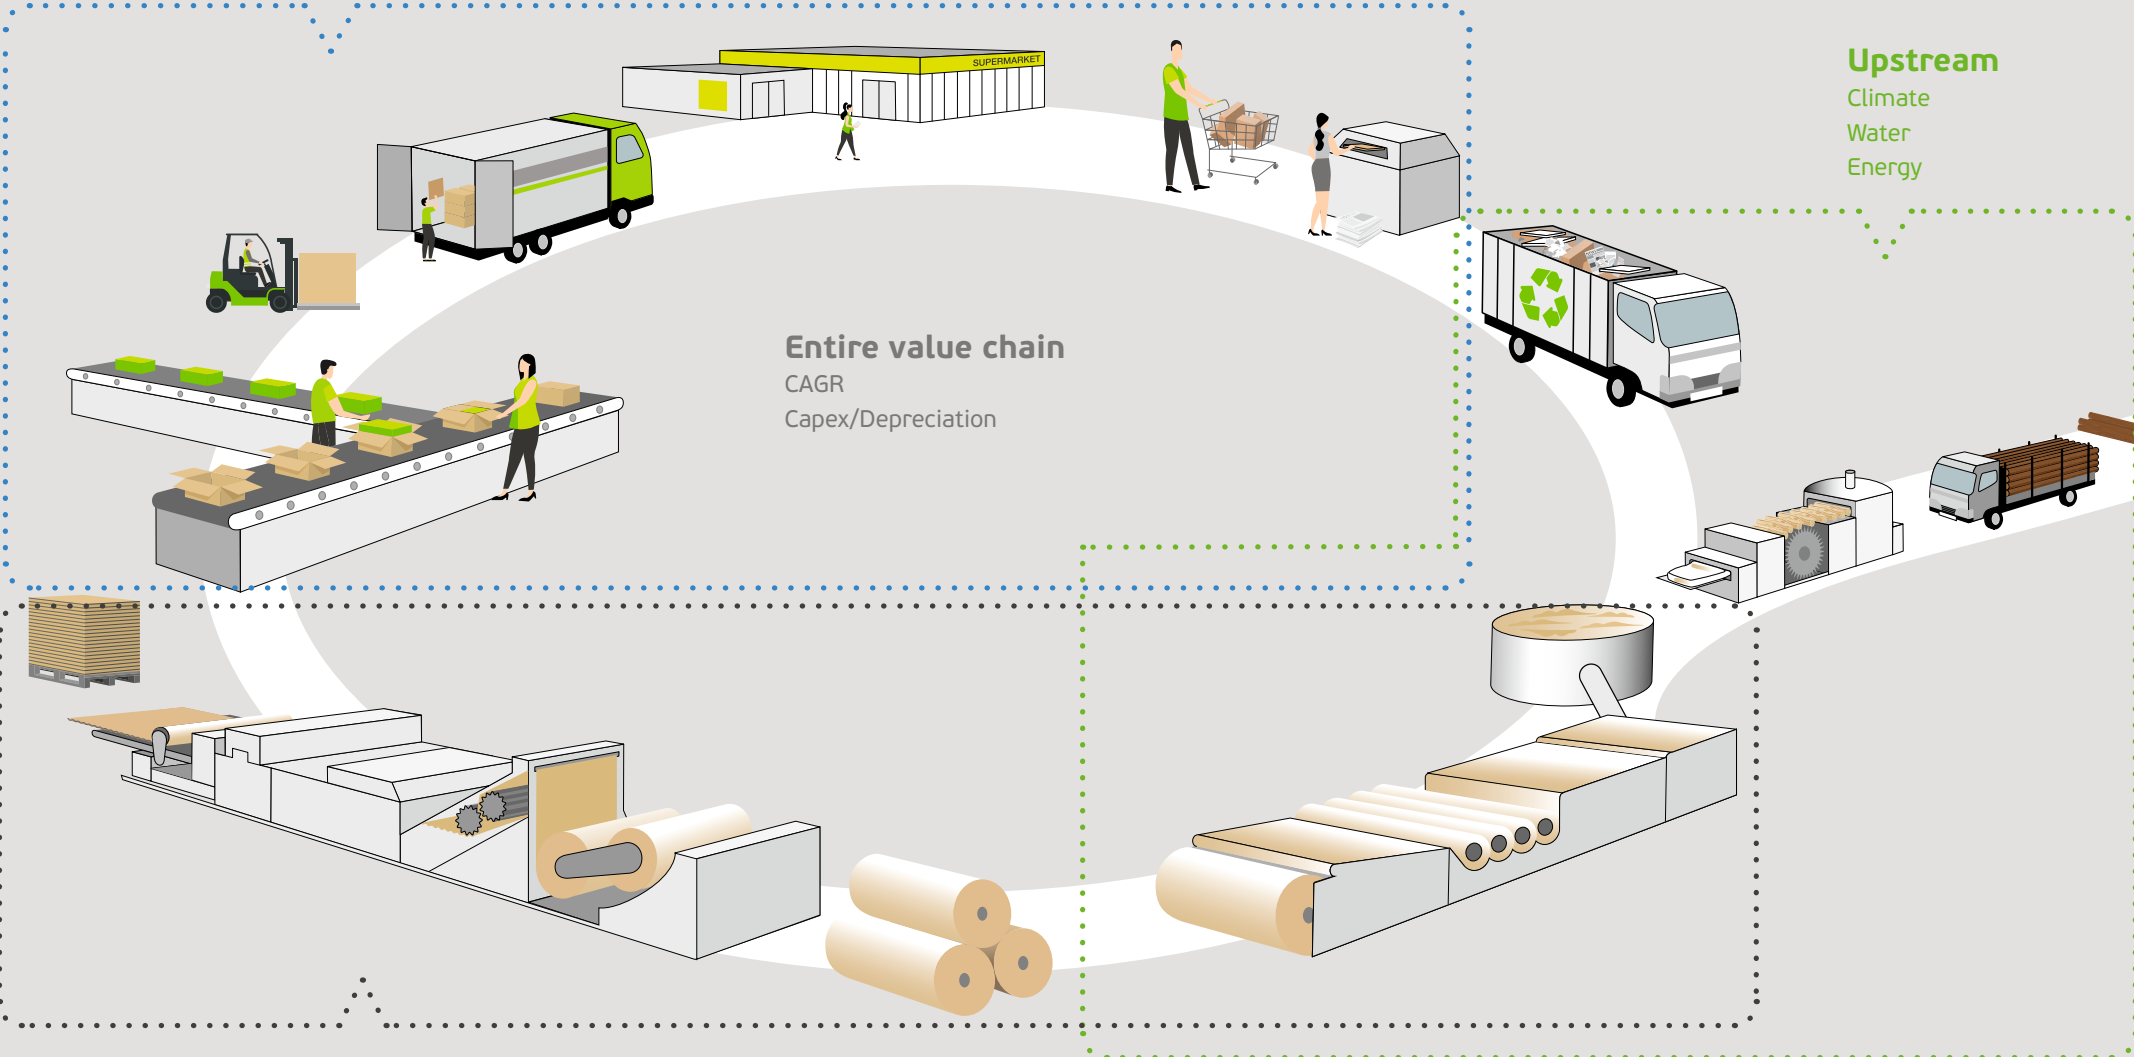 SUPERMARKET
Upstream
Climate
Water
Energy
Entire value chain
CAGR
Capex/Depreciation